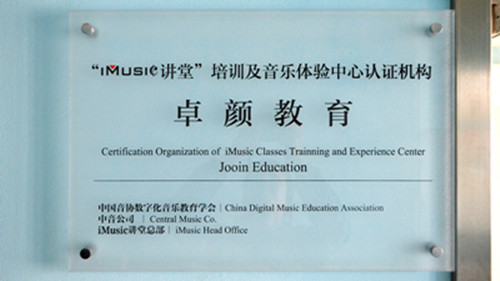 “iMusic讲堂”培训及音乐体验中心认证机构
卓颜教育
Certification Organization of iMusic Classes Trainning and Experience Center
Jooin Education
中国音协数字化音乐教育学会 | China Digital Music Education Association
中音公司 | Central Music Co.
iMusic讲堂总部 | iMusic Head Office